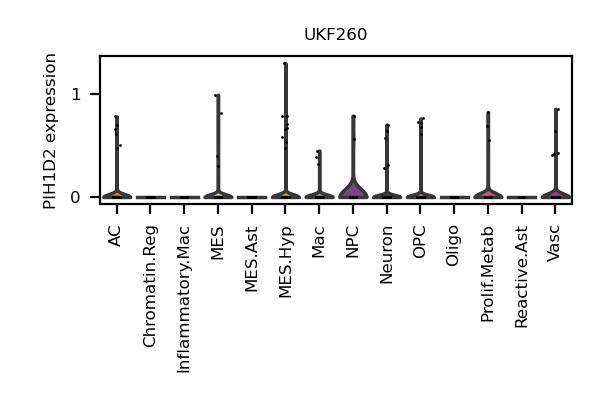 UKF260
PIH1D2 expression
1
0
AC
Chromatin.Reg
Inflammatory.Mac
MES
MES.Ast
MES.Hyp
Mac
NPC
Neuron
OPC
Oligo
Prolif.Metab
Reactive.Ast
Vasc